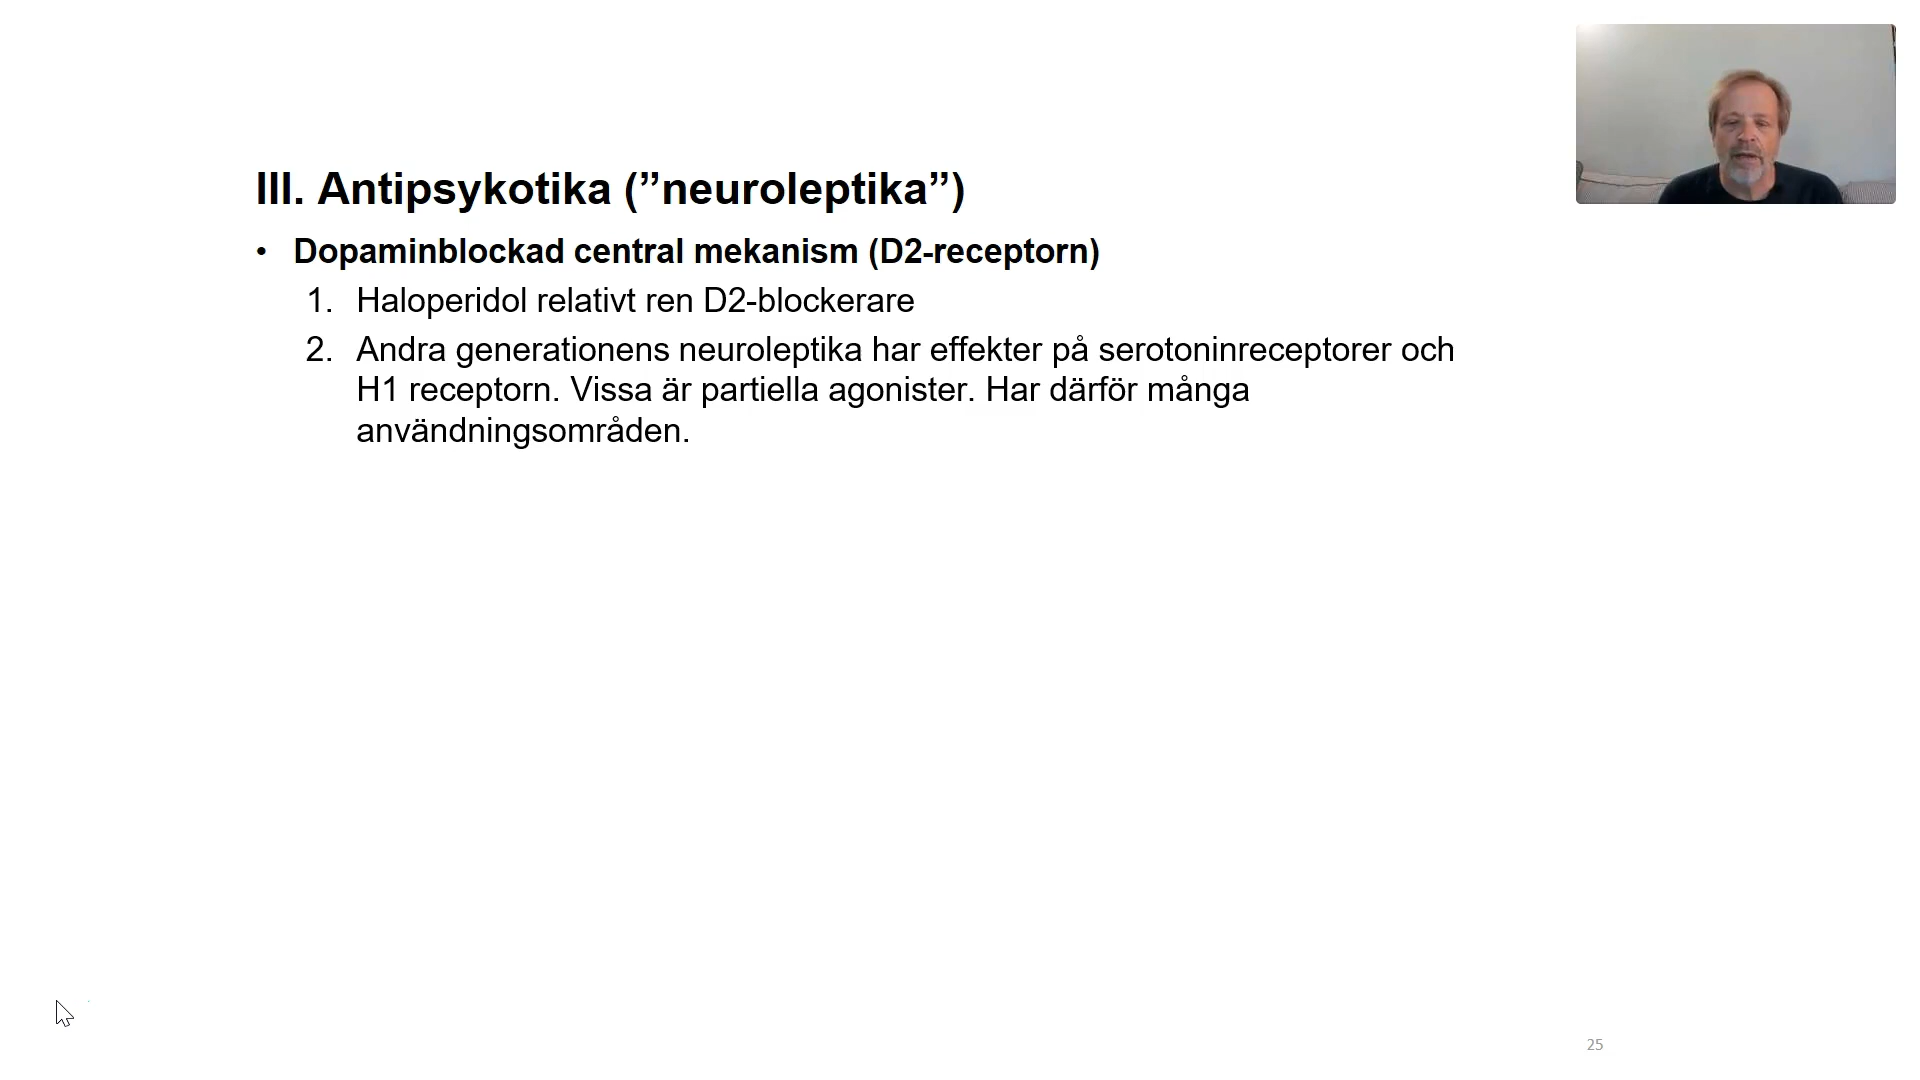 III. Antipsykotika (”neuroleptika”)
• Dopaminblockad central mekanism (D2-receptorn)
1. Haloperidol relativt ren D2-blockerare
2. Andra generationens neuroleptika har effekter på serotoninreceptorer och
H1 receptorn. Vissa är partiella agonister. Har därför många
användningsområden.
25